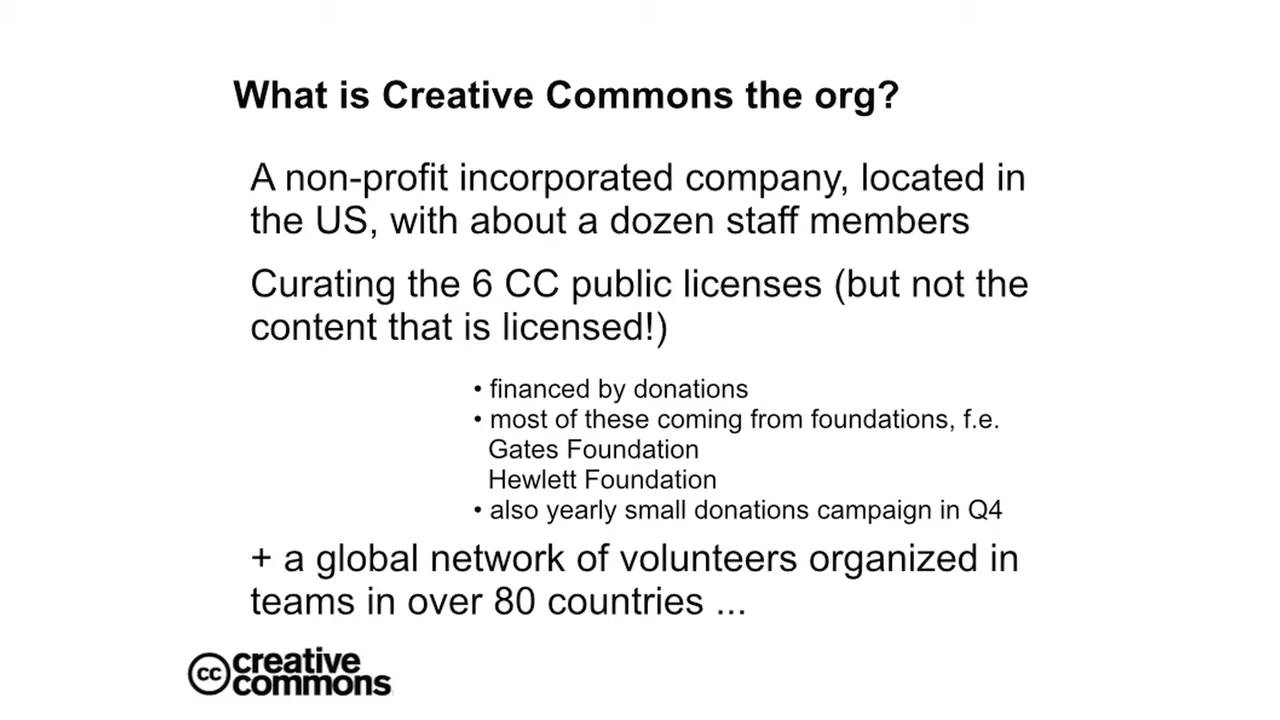 What is Creative Commons the org?
A non-profit incorporated company, located in
the US, with about a dozen staff members
Curating the 6 CC public licenses (but not the
content that is licensed!)
• financed by donations
• most of these coming from foundations, f.e.
Gates Foundation
Hewlett Foundation
• also yearly small donations campaign in Q4
+ a global network of volunteers organized in
teams in over 80 countries ...
cc creative
commons